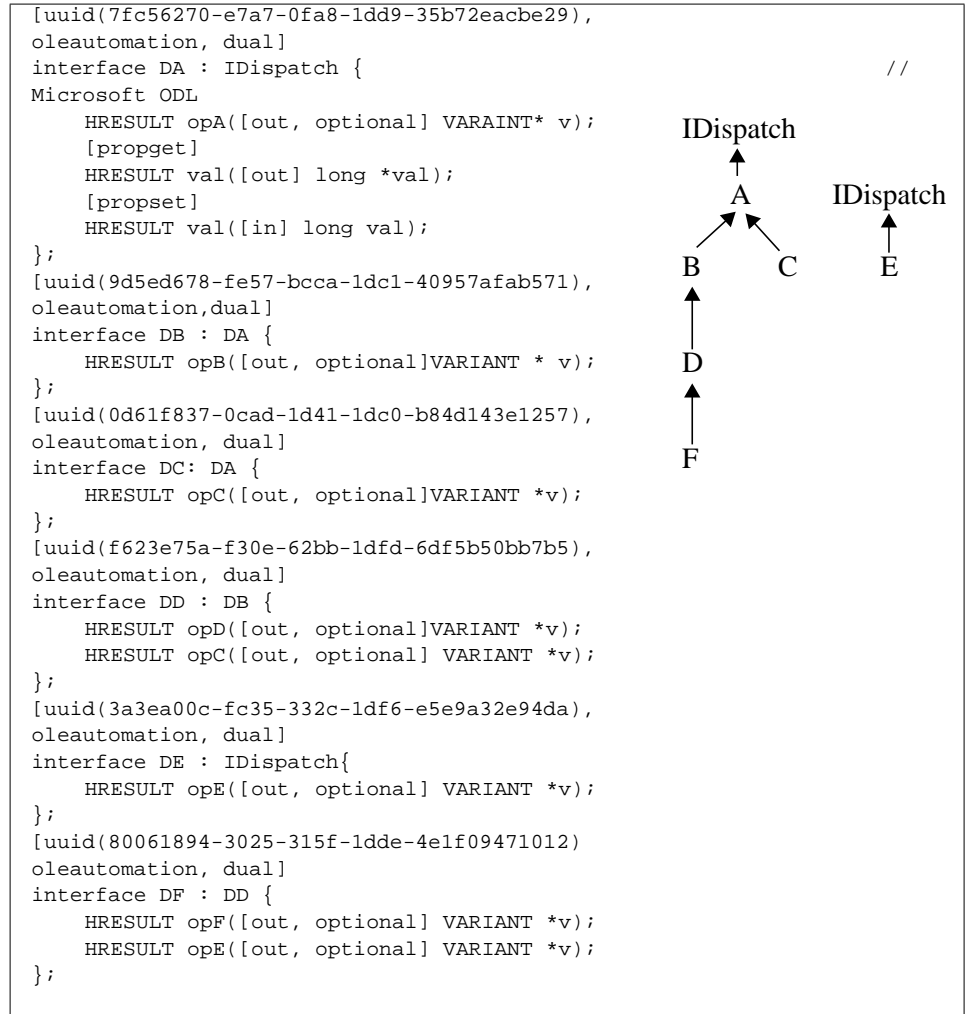 [uuid(7fc56270-e7a7-0fa8-1dd9-35b72eacbe29),
oleautomation, dual]
interface DA : IDispatch { //
Microsoft ODL
HRESULT opA([out, optional] VARAINT* v);
[propget]
HRESULT val([out] long *val);
[propset]
HRESULT val([in] long val);
};
[uuid(9d5ed678-fe57-bcca-1dc1-40957afab571),
oleautomation,dual]
interface DB : DA {
HRESULT opB([out, optional]VARIANT * v);
};
[uuid(0d61f837-0cad-1d41-1dc0-b84d143e1257),
oleautomation, dual]
interface DC: DA {
HRESULT opC([out, optional]VARIANT *v);
};
[uuid(f623e75a-f30e-62bb-1dfd-6df5b50bb7b5),
oleautomation, dual]
interface DD : DB {
HRESULT opD([out, optional]VARIANT *v);
HRESULT opC([out, optional] VARIANT *v);
};
[uuid(3a3ea00c-fc35-332c-1df6-e5e9a32e94da),
oleautomation, dual]
interface DE : IDispatch{
HRESULT opE([out, optional] VARIANT *v);
};
[uuid(80061894-3025-315f-1dde-4e1f09471012)
oleautomation, dual]
interface DF : DD {
HRESULT opF([out, optional] VARIANT *v);
HRESULT opE([out, optional] VARIANT *v);
};
IDispatch
A IDispatch
B C E
D
F